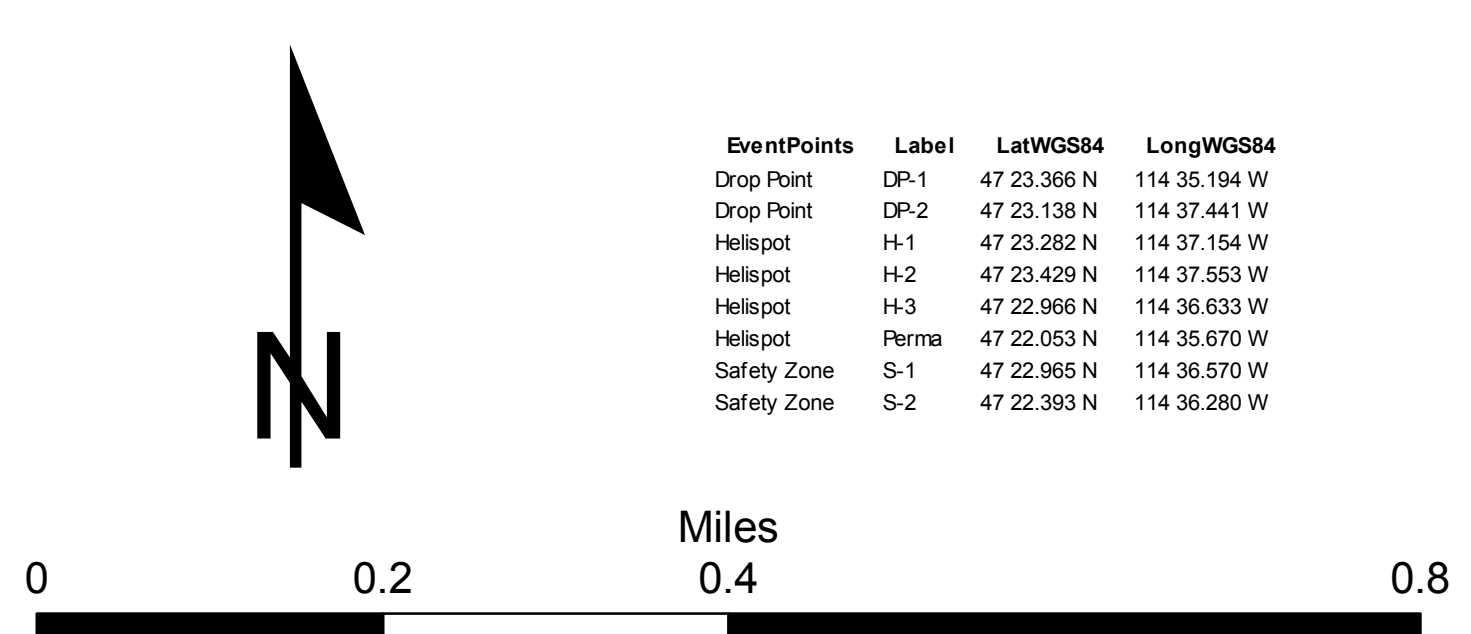 N
EventPoints Label LatWGS84 LongWGS84
Drop Point DP-1 47 23.366 N 114 35.194 W
Drop Point DP-2 47 23.138 N 114 37.441 W
Helispot H-1 47 23.282 N 114 37.154 W
Helispot H-2 47 23.429 N 114 37.553 W
Helispot H-3 47 22.966 N 114 36.633 W
Helispot Perma 47 22.053 N 114 35.670 W
Safety Zone S-1 47 22.965 N 114 36.570 W
Safety Zone S-2 47 22.393 N 114 36.280 W
Miles
0 0.2 0.4 0.8